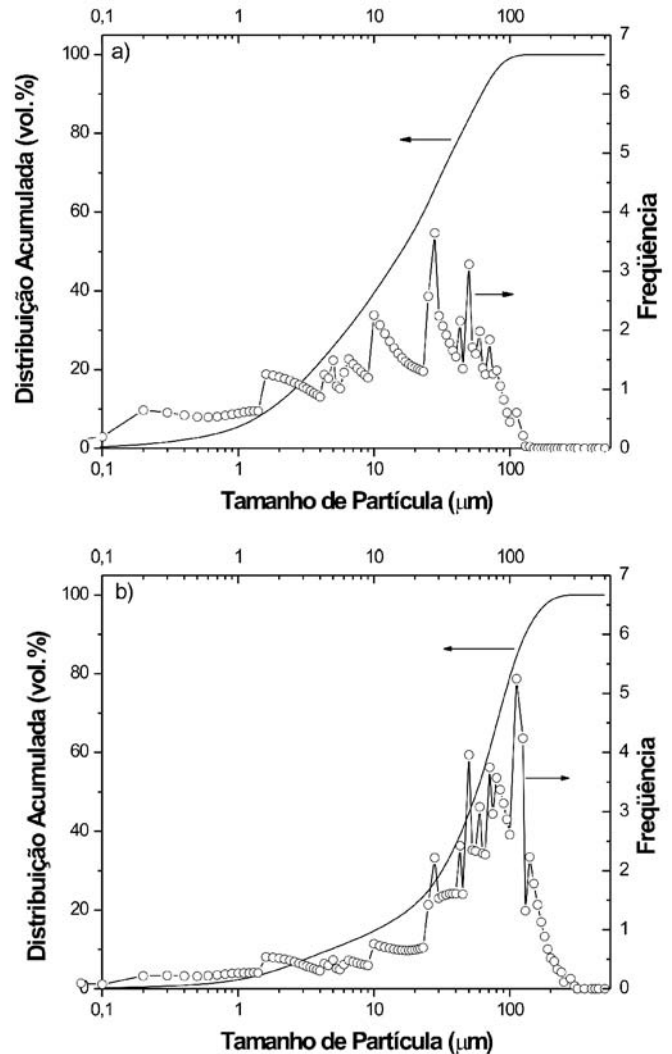 0,1 1 10 100
a)
100
80
60
40
20
0
Distribuição Acumulada (vol.%)
7
6
5
4
3
2
1
0
Freqüência
0,1 1 10 100
Tamanho de Partícula (μm)
0,1 1 10 100
b)
100
80
60
40
20
0
Distribuição Acumulada (vol.%)
7
6
5
4
3
2
1
0
Freqüência
0,1 1 10 100
Tamanho de Partícula (μm)